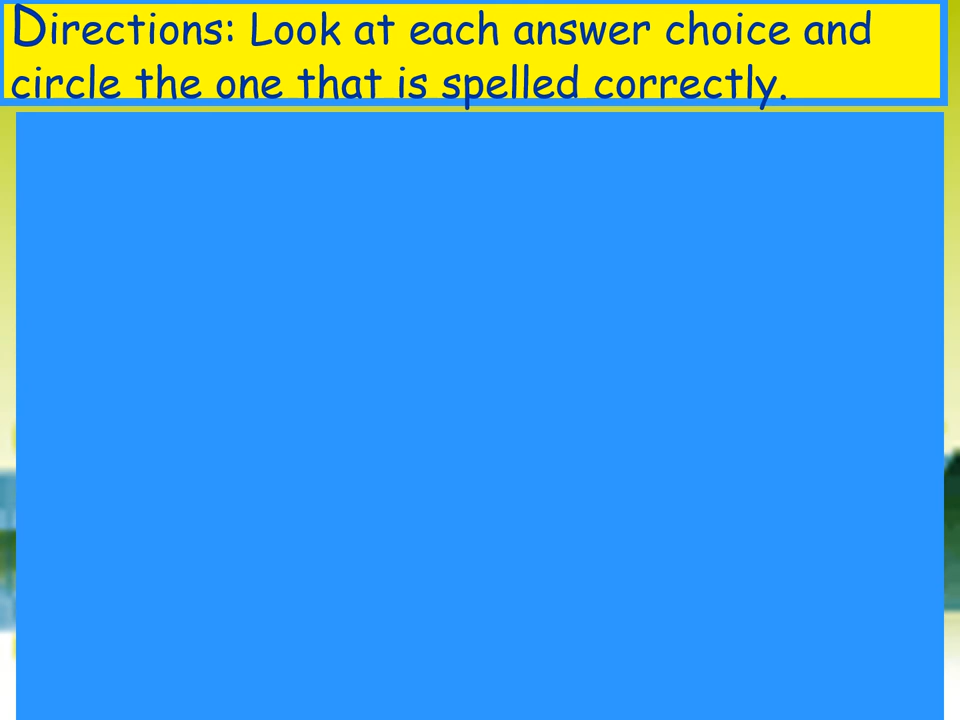 Directions: Look at each answer choice and
circle the one that is spelled correctly.